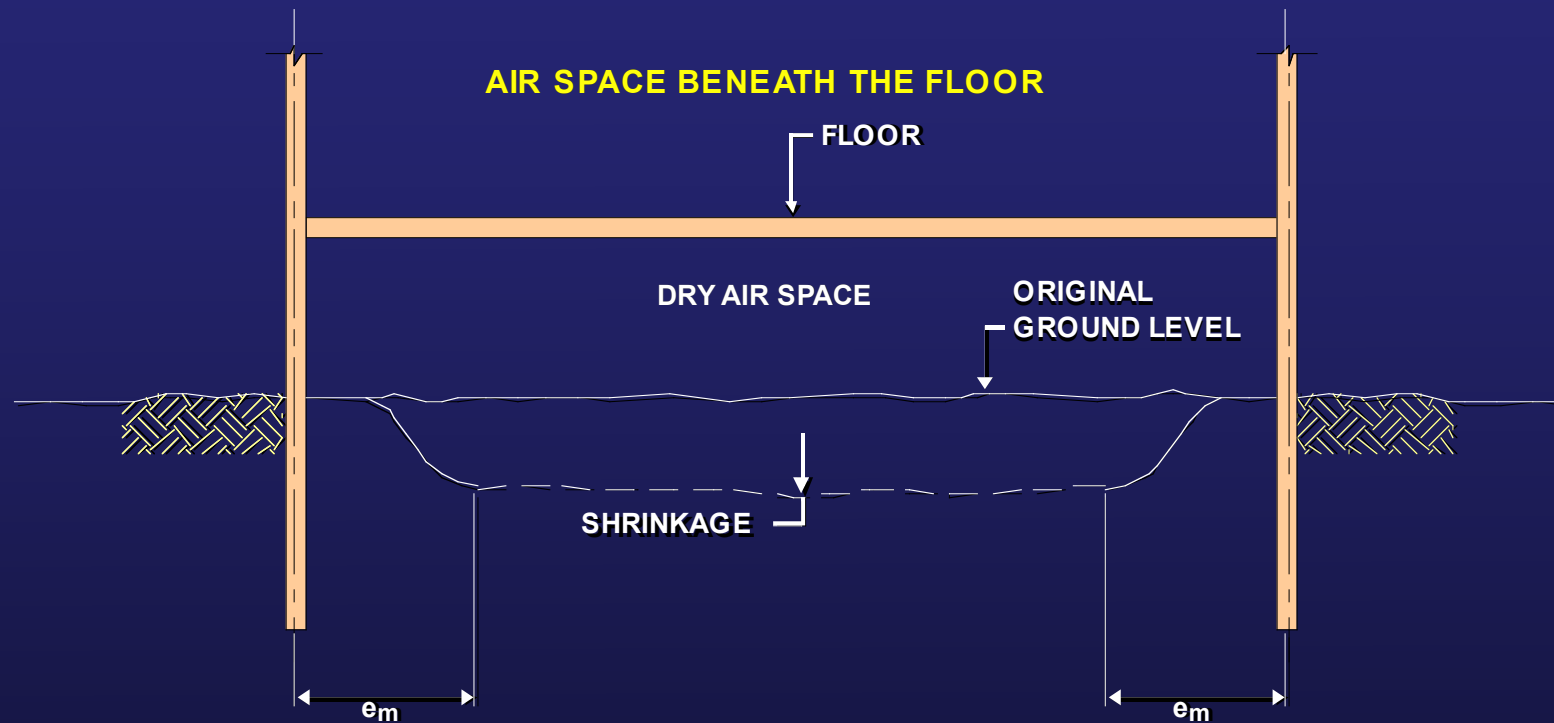 AIR SPACE BENEATH THE FLOOR
FLOOR
DRY AIR SPACE
ORIGINAL
GROUND LEVEL
SHRINKAGE
em
em